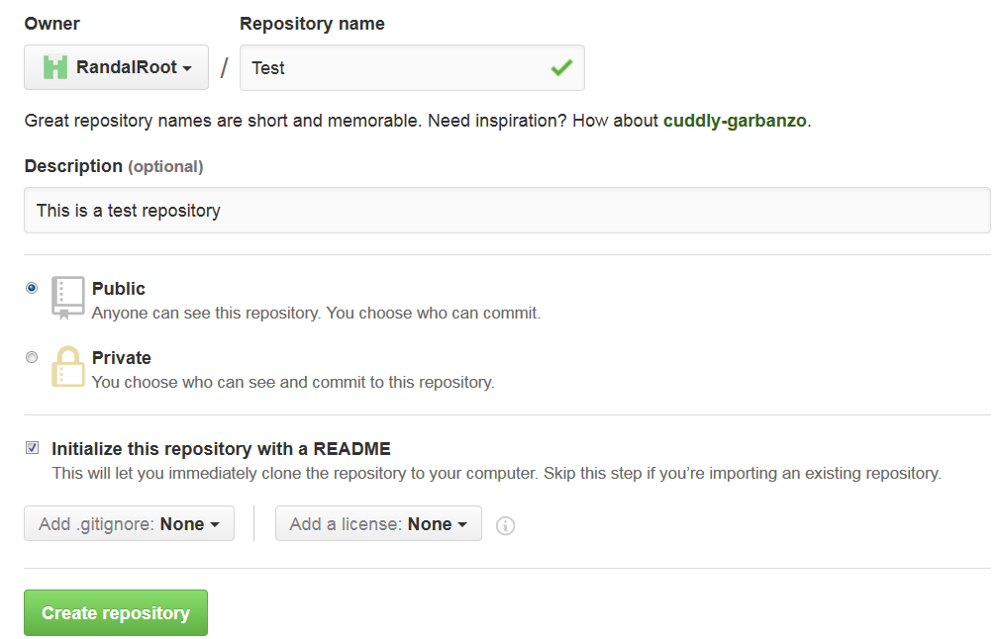 Owner
Repository name
RandalRoot / Test
Great repository names are short and memorable. Need inspiration? How about cuddly-garbanzo.
Description (optional)
This is a test repository
Public
Anyone can see this repository. You choose who can commit.
Private
You choose who can see and commit to this repository.
Initialize this repository with a README
This will let you immediately clone the repository to your computer. Skip this step if you’re importing an existing repository.
Add .gitignore: None
Add a license: None
Create repository